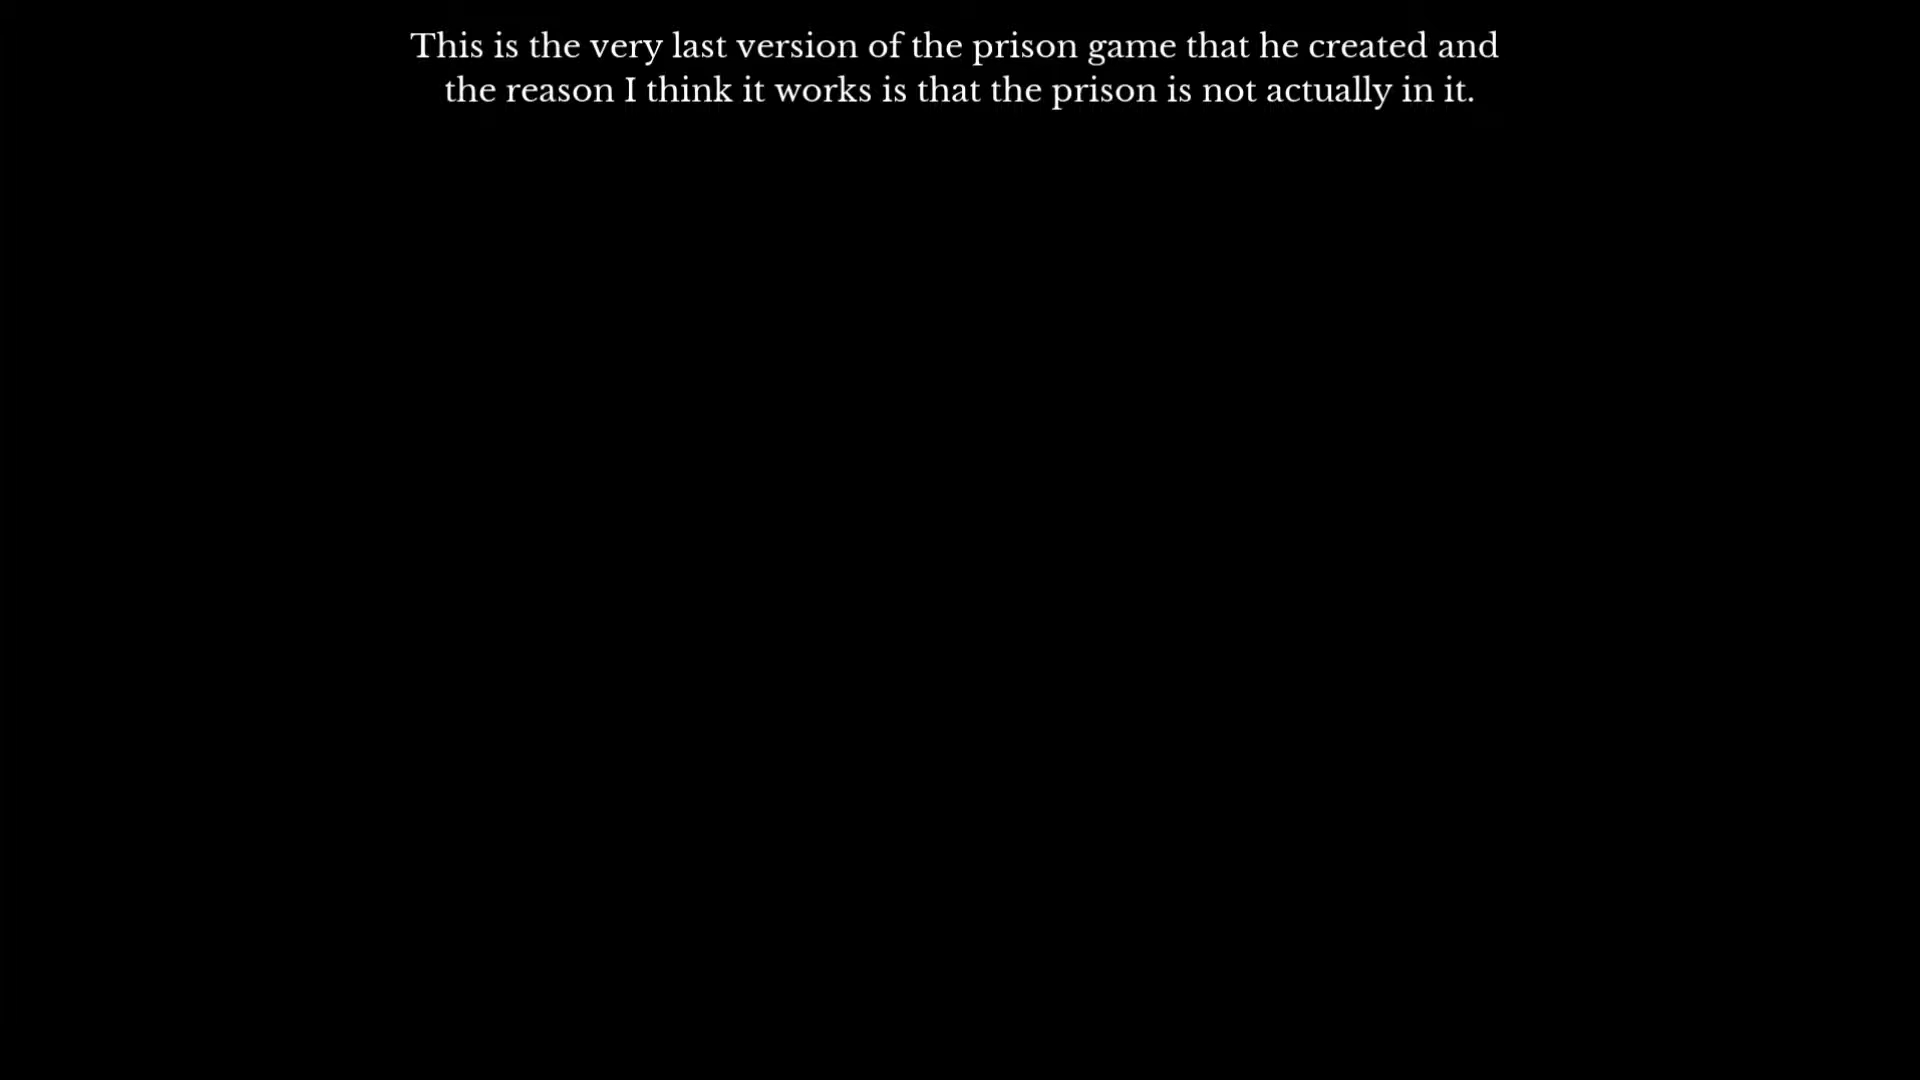 This is the very last version of the prison game that he created and
the reason I think it works is that the prison is not actually in it.